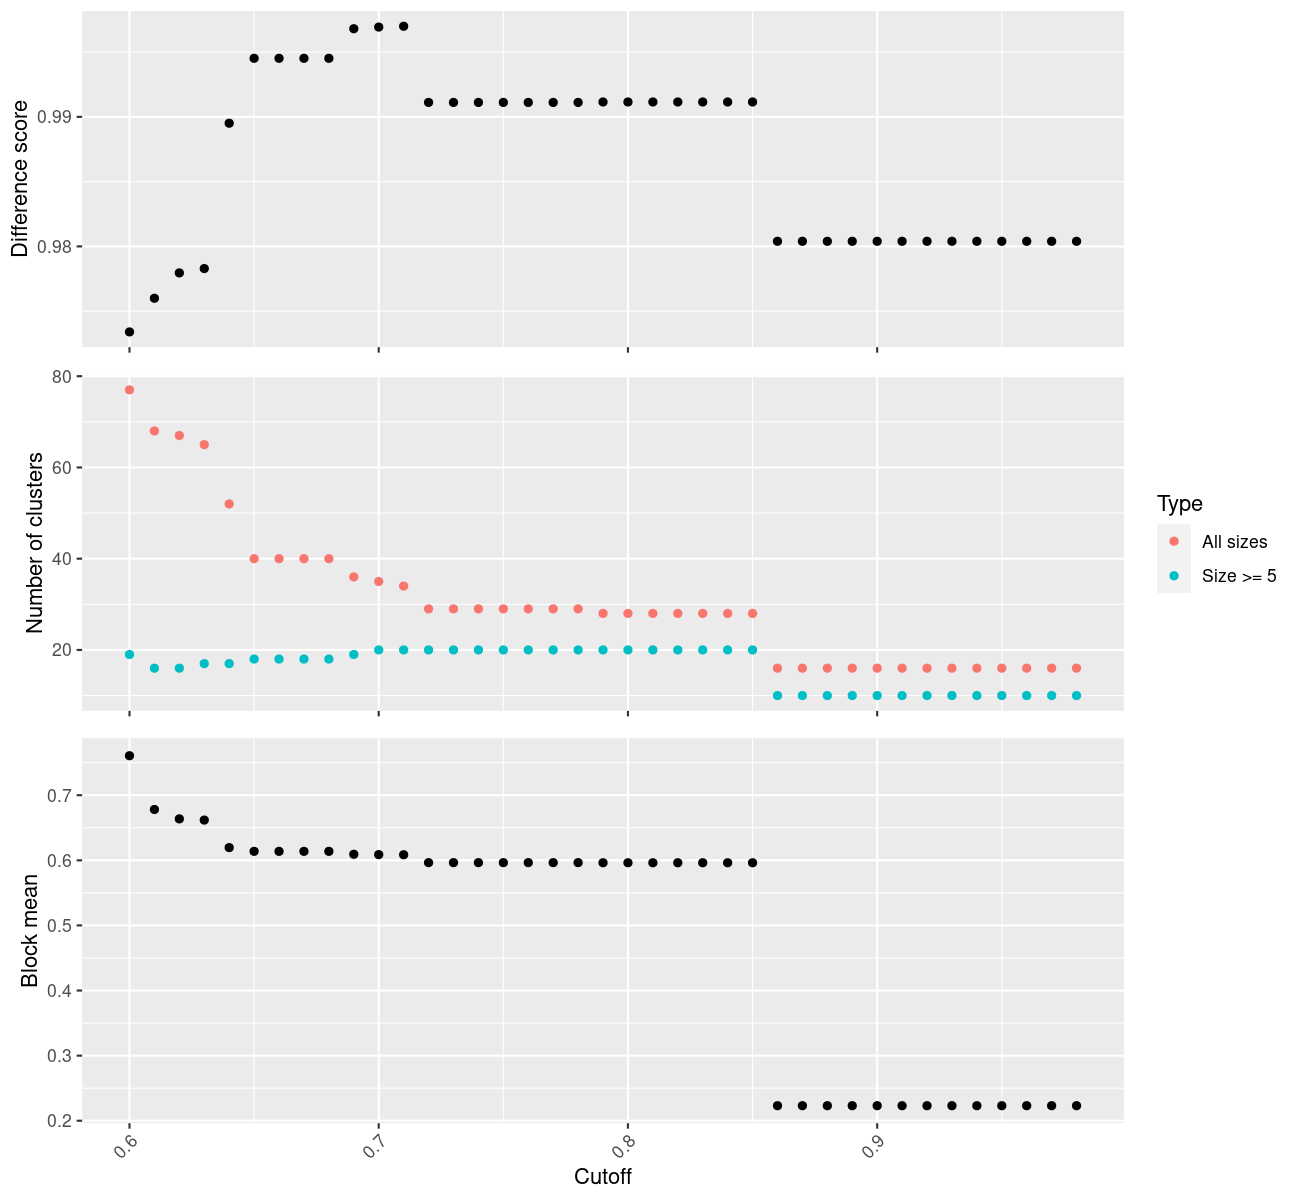 Difference score
0.99
0.98
Number of clusters
80
60
40
20
Type
All sizes
Size >= 5
Block mean
0.7
0.6
0.5
0.4
0.3
0.2
0.6 0.7 0.8 0.9
Cutoff